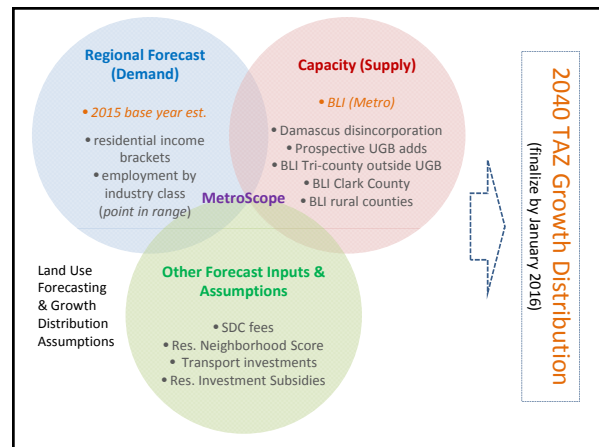 Regional Forecast
(Demand)
2015 base year est.
• residential income
brackets
• employment by
industry class
(point in range)
Capacity (Supply)
BLI (Metro)
• Damascus disincorporation
• Prospective UGB adds
• BLI Tri-county outside UGB
• BLI Clark County
• BLI rural counties
MetroScope
Other Forecast Inputs &
Assumptions
• SDC fees
• Res. Neighborhood Score
• Transport investments
• Res. Investment Subsidies
Land Use
Forecasting
& Growth
Distribution
Assumptions
2040 TAZ Growth Distribution
(finalize by January 2016)